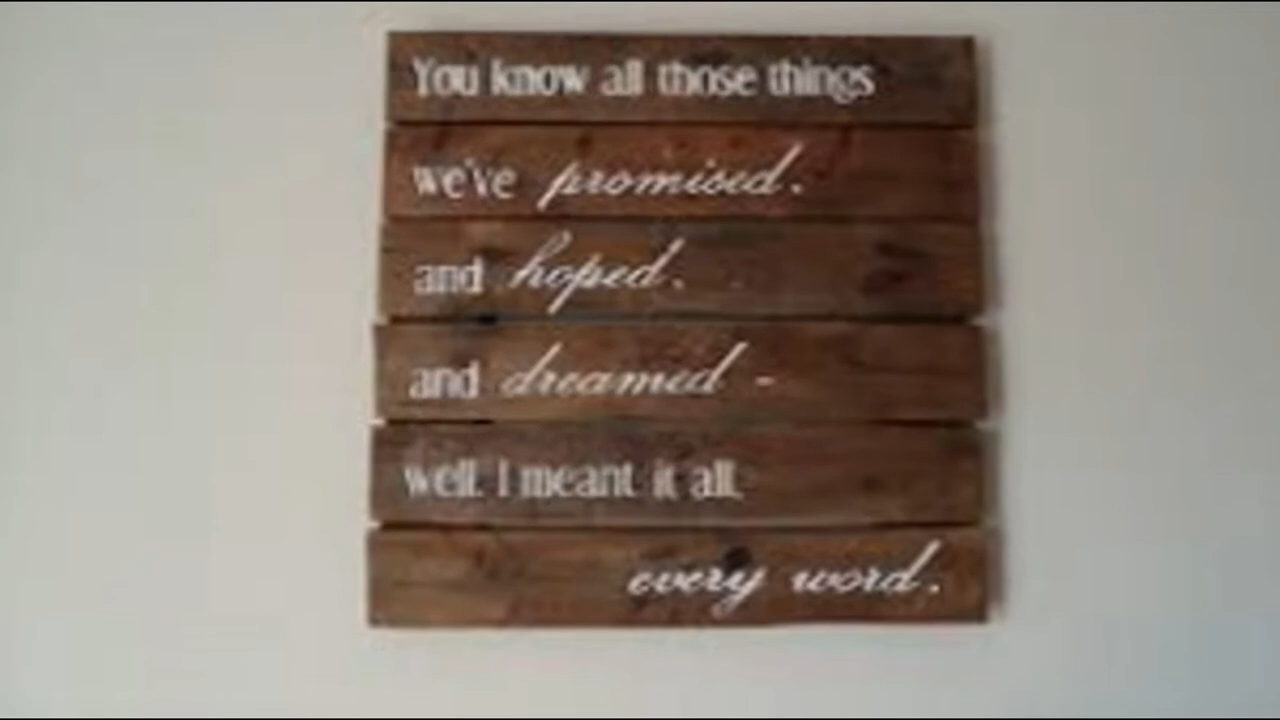 You know all those things
we've promised.
and hoped.
and dreamed -
well. I meant it all.
every word.